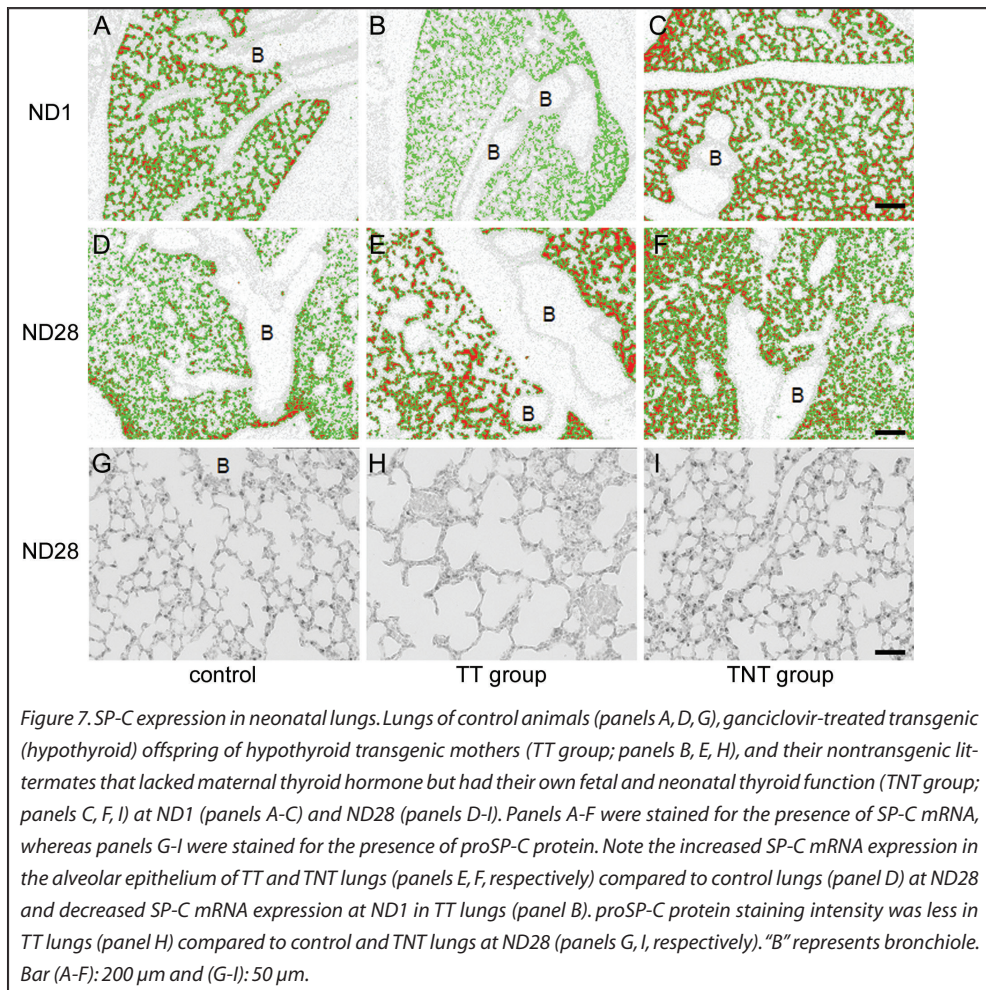 A B C
B B B
ND1
B
D E F
B B
ND28
B B
G H I
B
ND28
control TT group TNT group
Figure 7. SP-C expression in neonatal lungs. Lungs of control animals (panels A, D, G), ganciclovir-treated transgenic
(hypothyroid) offspring of hypothyroid transgenic mothers (TT group; panels B, E, H), and their nontransgenic lit-
termates that lacked maternal thyroid hormone but had their own fetal and neonatal thyroid function (TNT group;
panels C, F, I) at ND1 (panels A-C) and ND28 (panels D-I). Panels A-F were stained for the presence of SP-C mRNA,
whereas panels G-I were stained for the presence of proSP-C protein. Note the increased SP-C mRNA expression in
the alveolar epithelium of TT and TNT lungs (panels E, F, respectively) compared to control lungs (panel D) at ND28
and decreased SP-C mRNA expression at ND1 in TT lungs (panel B). proSP-C protein staining intensity was less in
TT lungs (panel H) compared to control and TNT lungs at ND28 (panels G, I, respectively). “B” represents bronchiole.
Bar (A-F): 200 µm and (G-I): 50 µm.